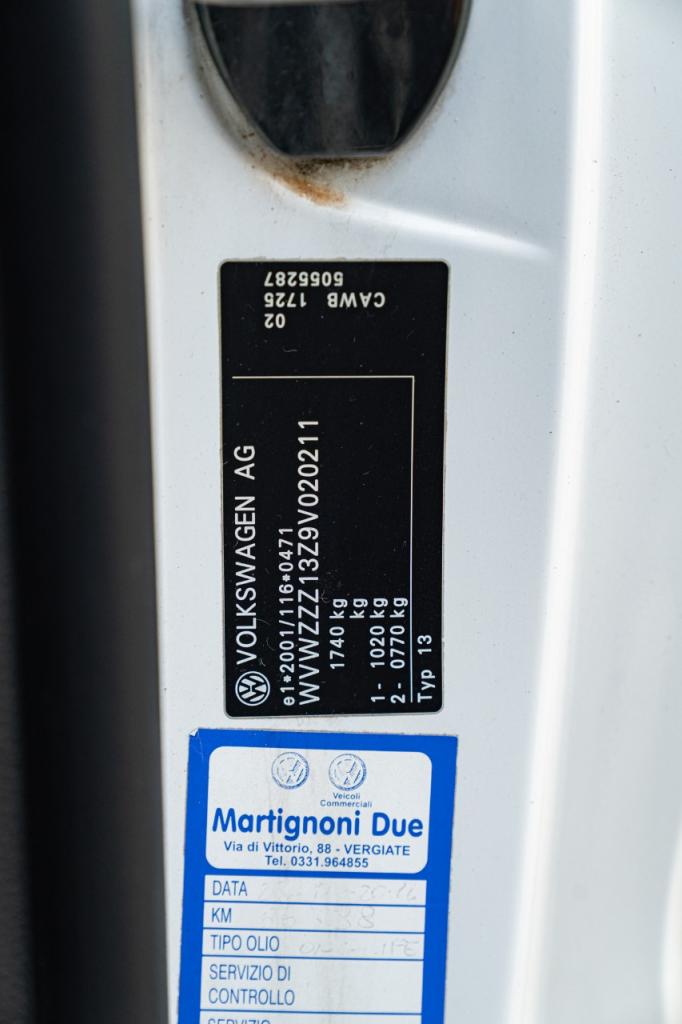 5055287
CAWB 1725
02
VOLKSWAGEN AG
e1*2001/116*0471
WVWZZZ13Z9V020211
1740 kg
kg
1- 1020 kg
2- 0770 kg
Typ 13
Veicoli
Commerciali
Martignoni Due
Via di Vittorio, 88 - VERGIATE
Tel. 0331.964855
DATA
KM
TIPO OLIO
SERVIZIO DI
CONTROLLO
SERVIZIO